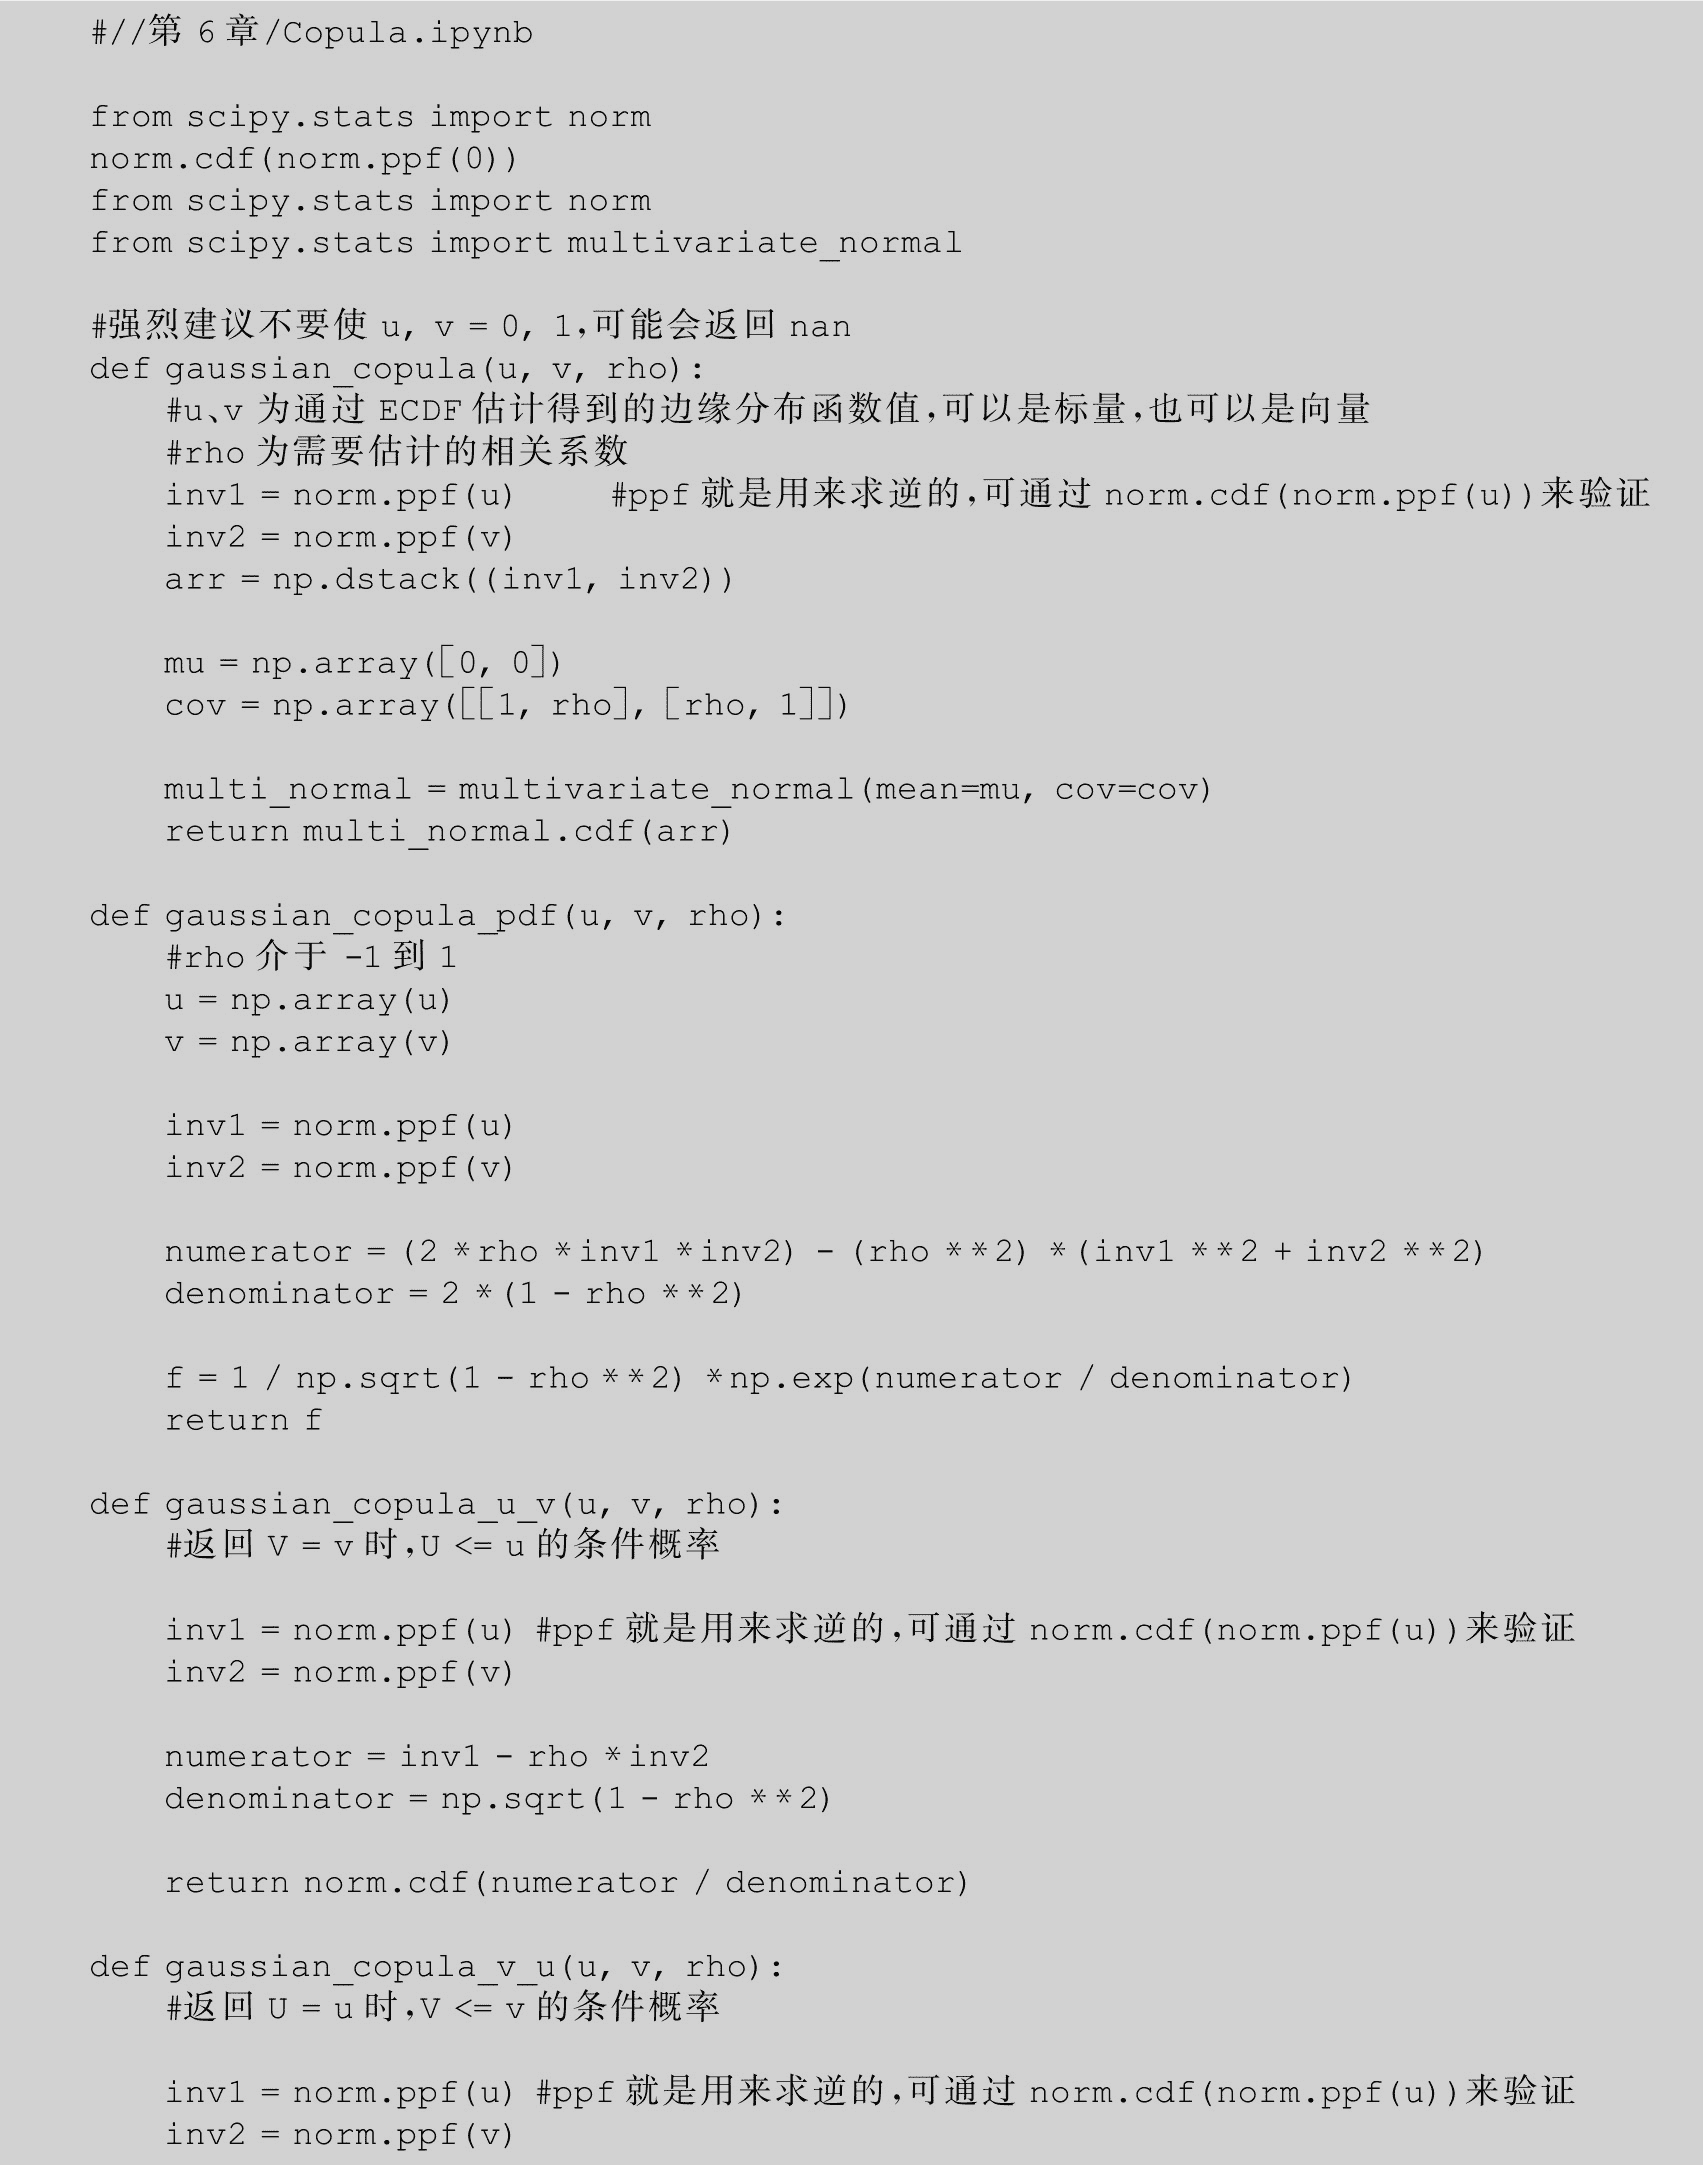 #//第 6 章/Copula.ipynb

from scipy.stats import norm
norm.cdf(norm.ppf(0))
from scipy.stats import norm
from scipy.stats import multivariate_normal

#强烈建议不要使 u, v = 0, 1,可能会返回 nan
def gaussian_copula(u, v, rho):
    #u、v 为通过 ECDF 估计得到的边缘分布函数值,可以是标量,也可以是向量
    #rho 为需要估计的相关系数
    inv1 = norm.ppf(u)     #ppf 就是用来求逆的,可通过 norm.cdf(norm.ppf(u))来验证
    inv2 = norm.ppf(v)
    arr = np.dstack((inv1, inv2))

    mu = np.array([0, 0])
    cov = np.array([[1, rho], [rho, 1]])

    multi_normal = multivariate_normal(mean=mu, cov=cov)
    return multi_normal.cdf(arr)

def gaussian_copula_pdf(u, v, rho):
    #rho 介于 -1 到 1
    u = np.array(u)
    v = np.array(v)

    inv1 = norm.ppf(u)
    inv2 = norm.ppf(v)

    numerator = (2 *rho *inv1 *inv2) - (rho **2) *(inv1 **2 + inv2 **2)
    denominator = 2 *(1 - rho **2)

    f = 1 / np.sqrt(1 - rho **2) *np.exp(numerator / denominator)
    return f

def gaussian_copula_u_v(u, v, rho):
    #返回 V = v 时,U <= u 的条件概率

    inv1 = norm.ppf(u) #ppf 就是用来求逆的,可通过 norm.cdf(norm.ppf(u))来验证
    inv2 = norm.ppf(v)

    numerator = inv1 - rho *inv2
    denominator = np.sqrt(1 - rho **2)

    return norm.cdf(numerator / denominator)

def gaussian_copula_v_u(u, v, rho):
    #返回 U = u 时,V <= v 的条件概率

    inv1 = norm.ppf(u) #ppf 就是用来求逆的,可通过 norm.cdf(norm.ppf(u))来验证
    inv2 = norm.ppf(v)